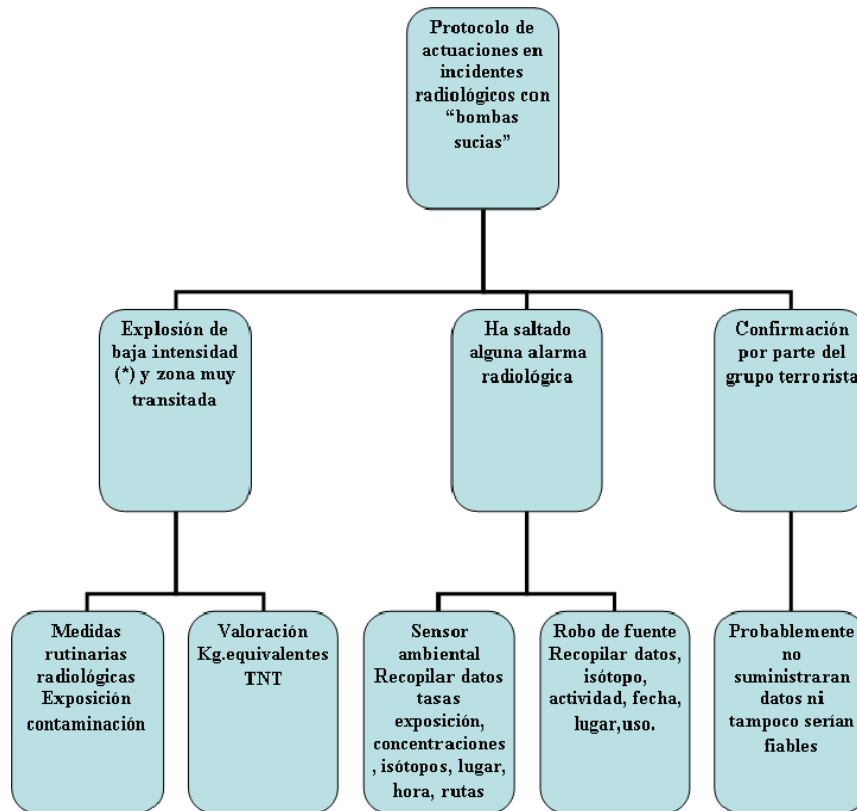 Protocolo de
actuaciones en
incidentes
radiológicos con
“bombas
sucias”
Explosión de
baja intensidad
(*) y zona muy
transitada
Ha saltado
alguna alarma
radiológica
Confirmación
por parte del
grupo terrorista
Medidas
rutinarias
radiológicas
Exposición
contaminación
Valoración
Kg.equivalentes
TNT
Sensor
ambiental
Recopilar datos
tasas
exposición,
concentraciones
, isótopos, lugar,
hora, rutas
Robo de fuente
Recopilar datos,
isótopo,
actividad, fecha,
lugar,uso.
Probablemente
no
suministraran
datos ni
tampoco serían
fiables